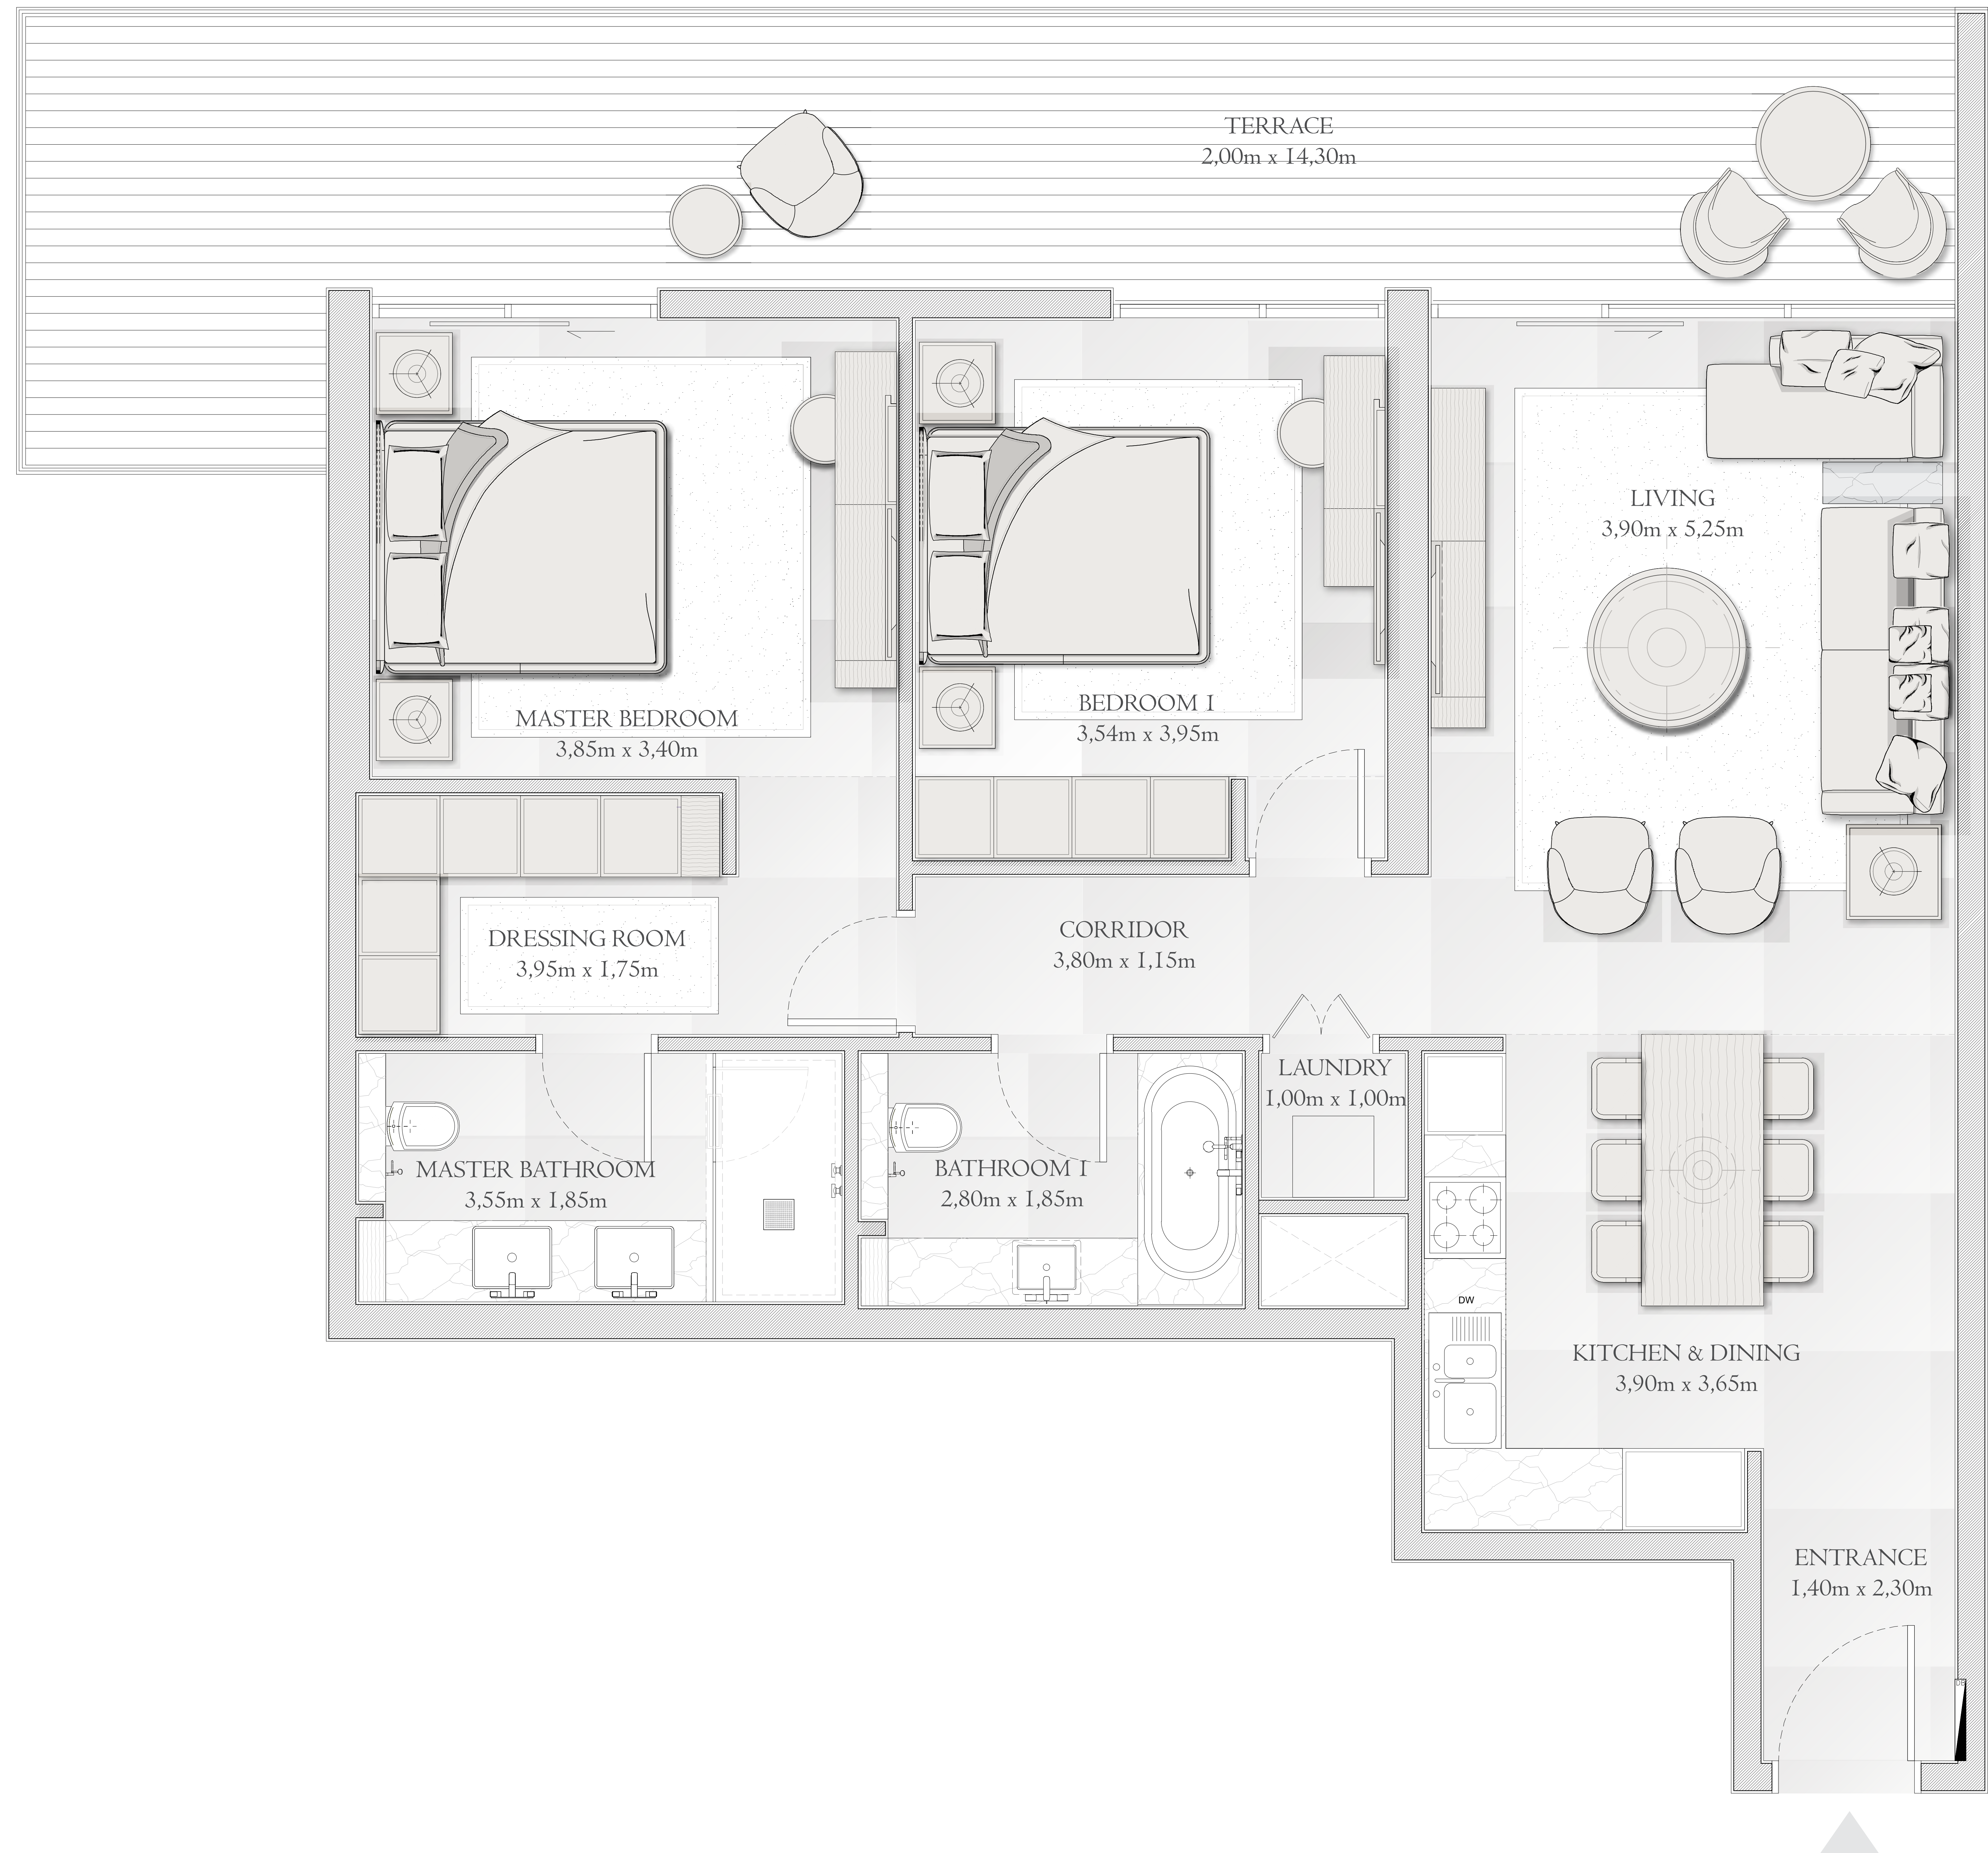 TERRACE
2,00m x 14,30m
LIVING
3,90m x 5,25m
MASTER BEDROOM
3,85m x 3,40m
BEDROOM 1
3,54m x 3,95m
DRESSING ROOM
3,95m x 1,75m
CORRIDOR
3,80m x 1,15m
LAUNDRY
1,00m x 1,00m
MASTER BATHROOM
3,55m x 1,85m
BATHROOM 1
2,80m x 1,85m
DW
KITCHEN & DINING
3,90m x 3,65m
ENTRANCE
1,40m x 2,30m